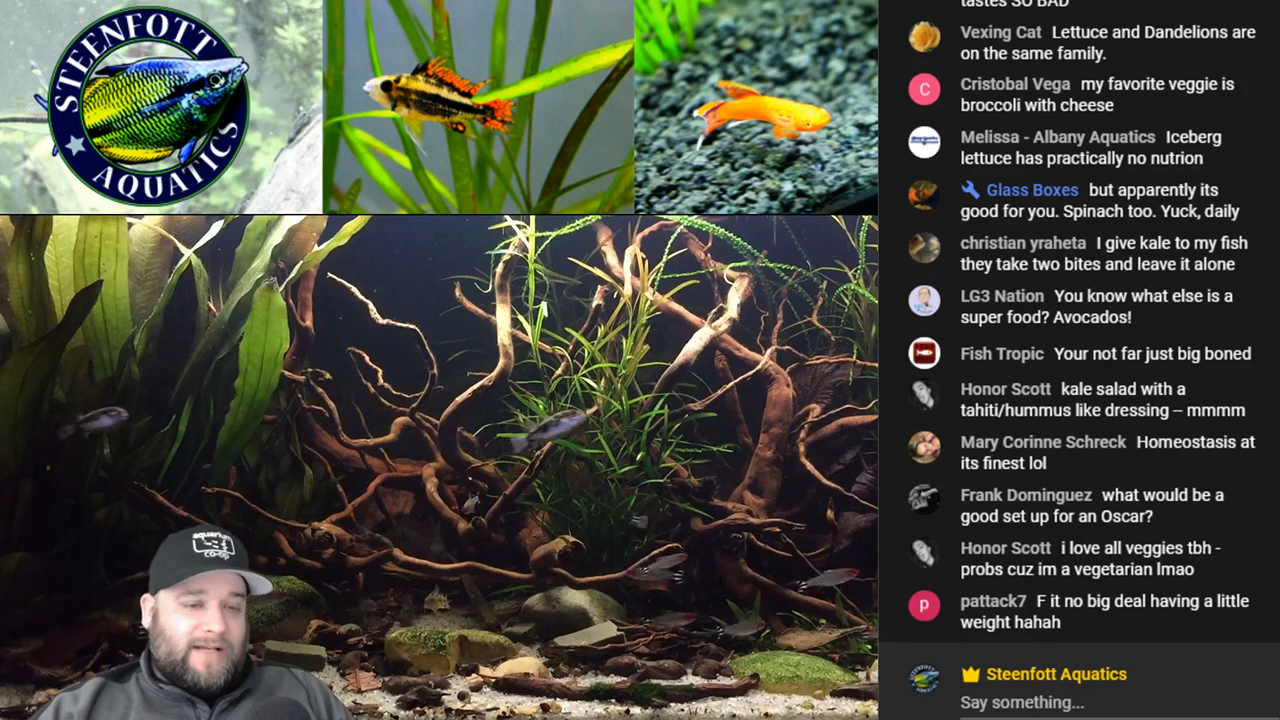 STEENFOTT
AQUATICS
aquarium
co-op
STEENFOTT
tastes SO BAD
Vexing Cat Lettuce and Dandelions are
on the same family.
C
Cristobal Vega my favorite veggie is
broccoli with cheese
Melissa - Albany Aquatics Iceberg
lettuce has practically no nutrion
Glass Boxes but apparently its
good for you. Spinach too. Yuck, daily
christian yraheta I give kale to my fish
they take two bites and leave it alone
LG3 Nation You know what else is a
super food? Avocados!
Fish Tropic Your not far just big boned
Honor Scott kale salad with a
tahiti/hummus like dressing -- mmmm
Mary Corinne Schreck Homeostasis at
its finest lol
Frank Dominguez what would be a
good set up for an Oscar?
Honor Scott i love all veggies tbh -
probs cuz im a vegetarian lmao
p
pattack7 F it no big deal having a little
weight hahah
Steenfott Aquatics
Say something...